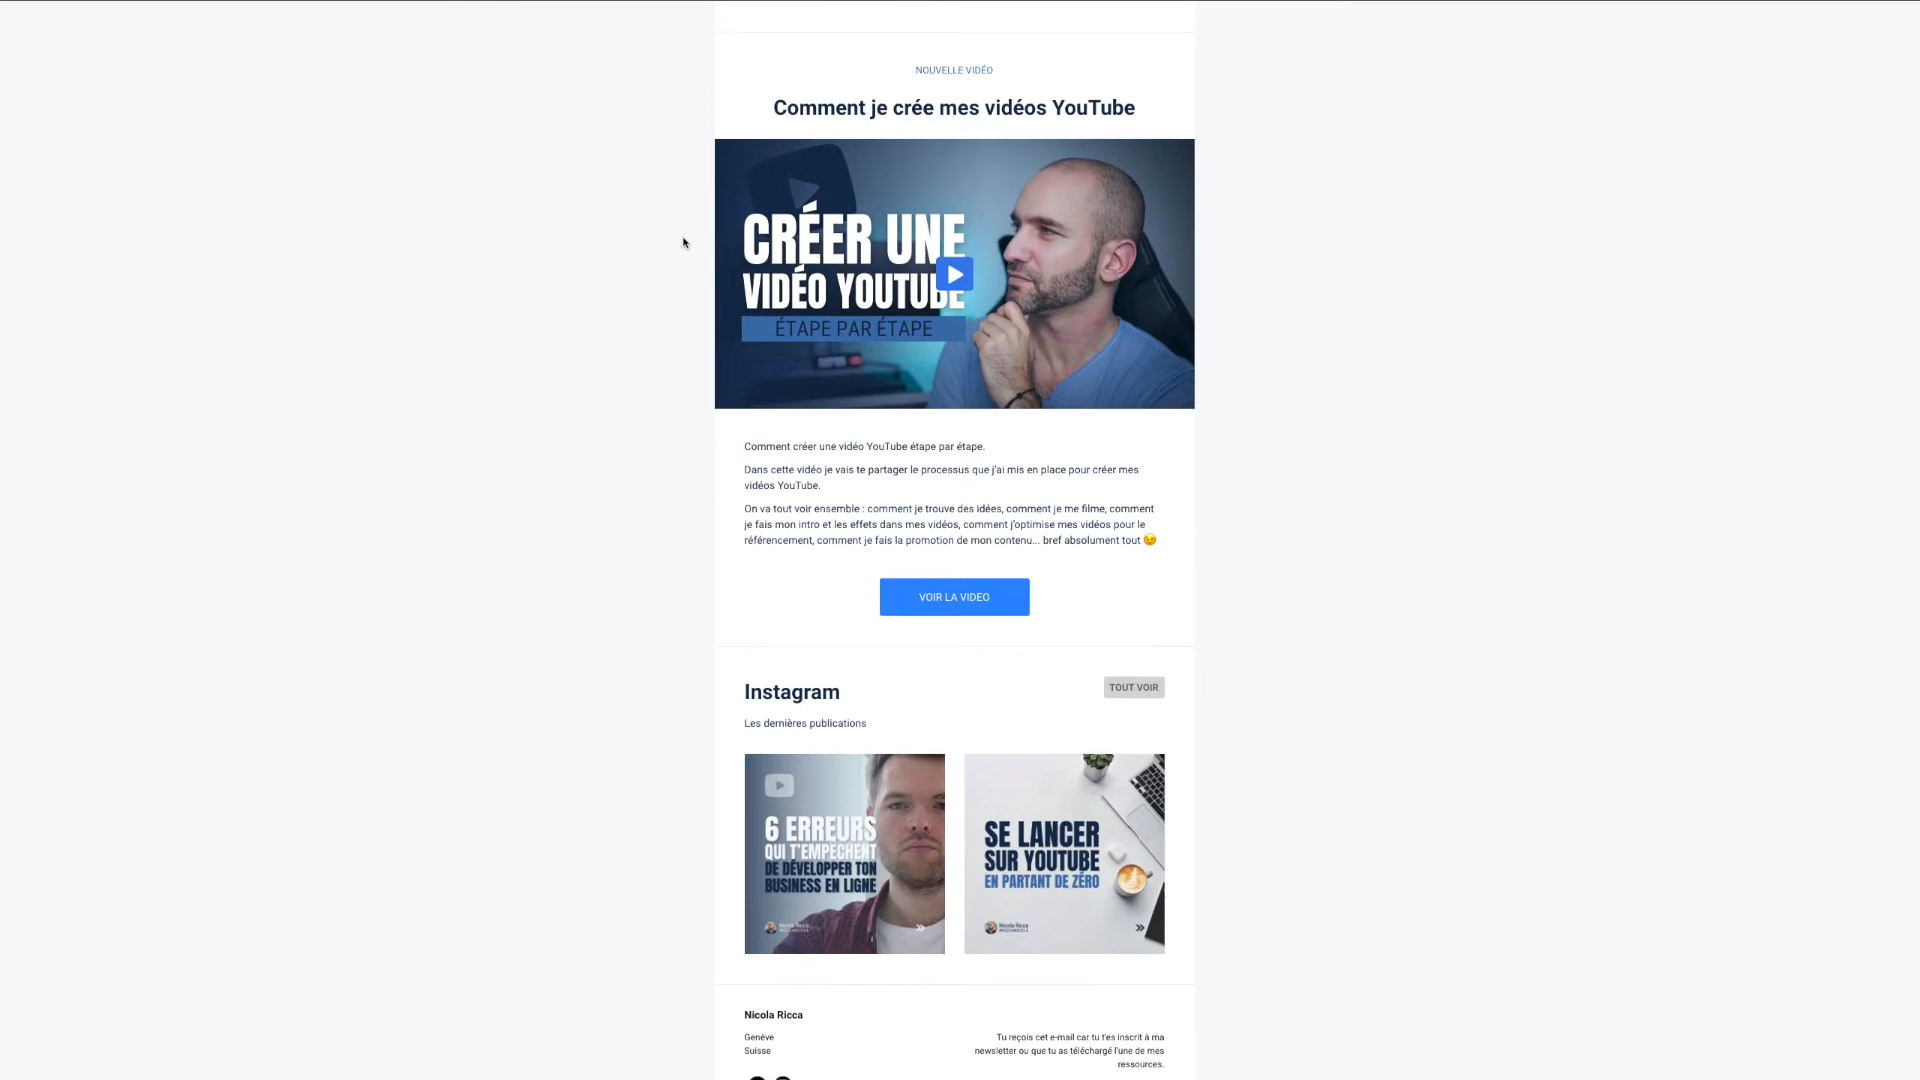 NOUVELLE VIDÉO
Comment je crée mes vidéos YouTube
CRÉER UNE
VIDÉO YOUTUBE
ÉTAPE PAR ÉTAPE
Comment créer une vidéo YouTube étape par étape.
Dans cette vidéo je vais te partager le processus que j'ai mis en place pour créer mes
vidéos YouTube.
On va tout voir ensemble : comment je trouve des idées, comment je me filme, comment
je fais mon intro et les effets dans mes vidéos, comment j'optimise mes vidéos pour le
référencement, comment je fais la promotion de mon contenu... bref absolument tout 😉
VOIR LA VIDEO
Instagram
TOUT VOIR
Les dernières publications
6 ERREURS
QUI T'EMPÊCHENT
DE DÉVELOPPER TON
BUSINESS EN LIGNE
Nicola Ricca
SE LANCER
SUR YOUTUBE
EN PARTANT DE ZÉRO
Nicola Ricca
Nicola Ricca
Genève
Suisse
Tu reçois cet e-mail car tu t'es inscrit à ma
newsletter ou que tu as téléchargé l'une de mes
ressources.